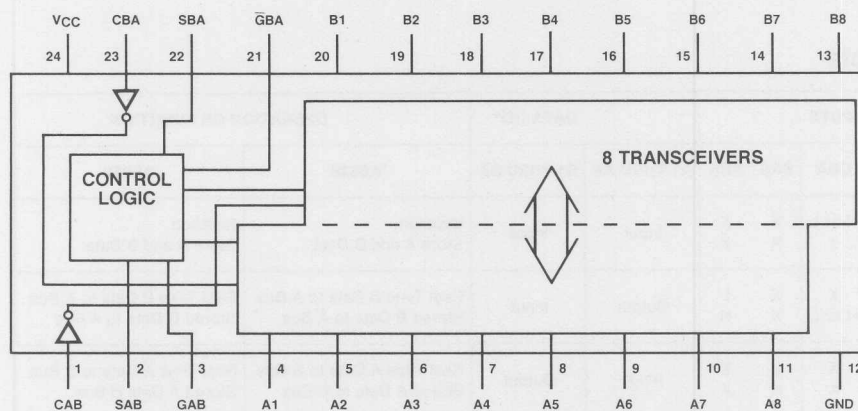 VCC CBA SBA G̅BA B1 B2 B3 B4 B5 B6 B7 B8
24 23 22 21 20 19 18 17 16 15 14 13
8 TRANSCEIVERS
CONTROL
LOGIC
1 2 3 4 5 6 7 8 9 10 11 12
CAB SAB GAB A1 A2 A3 A4 A5 A6 A7 A8 GND